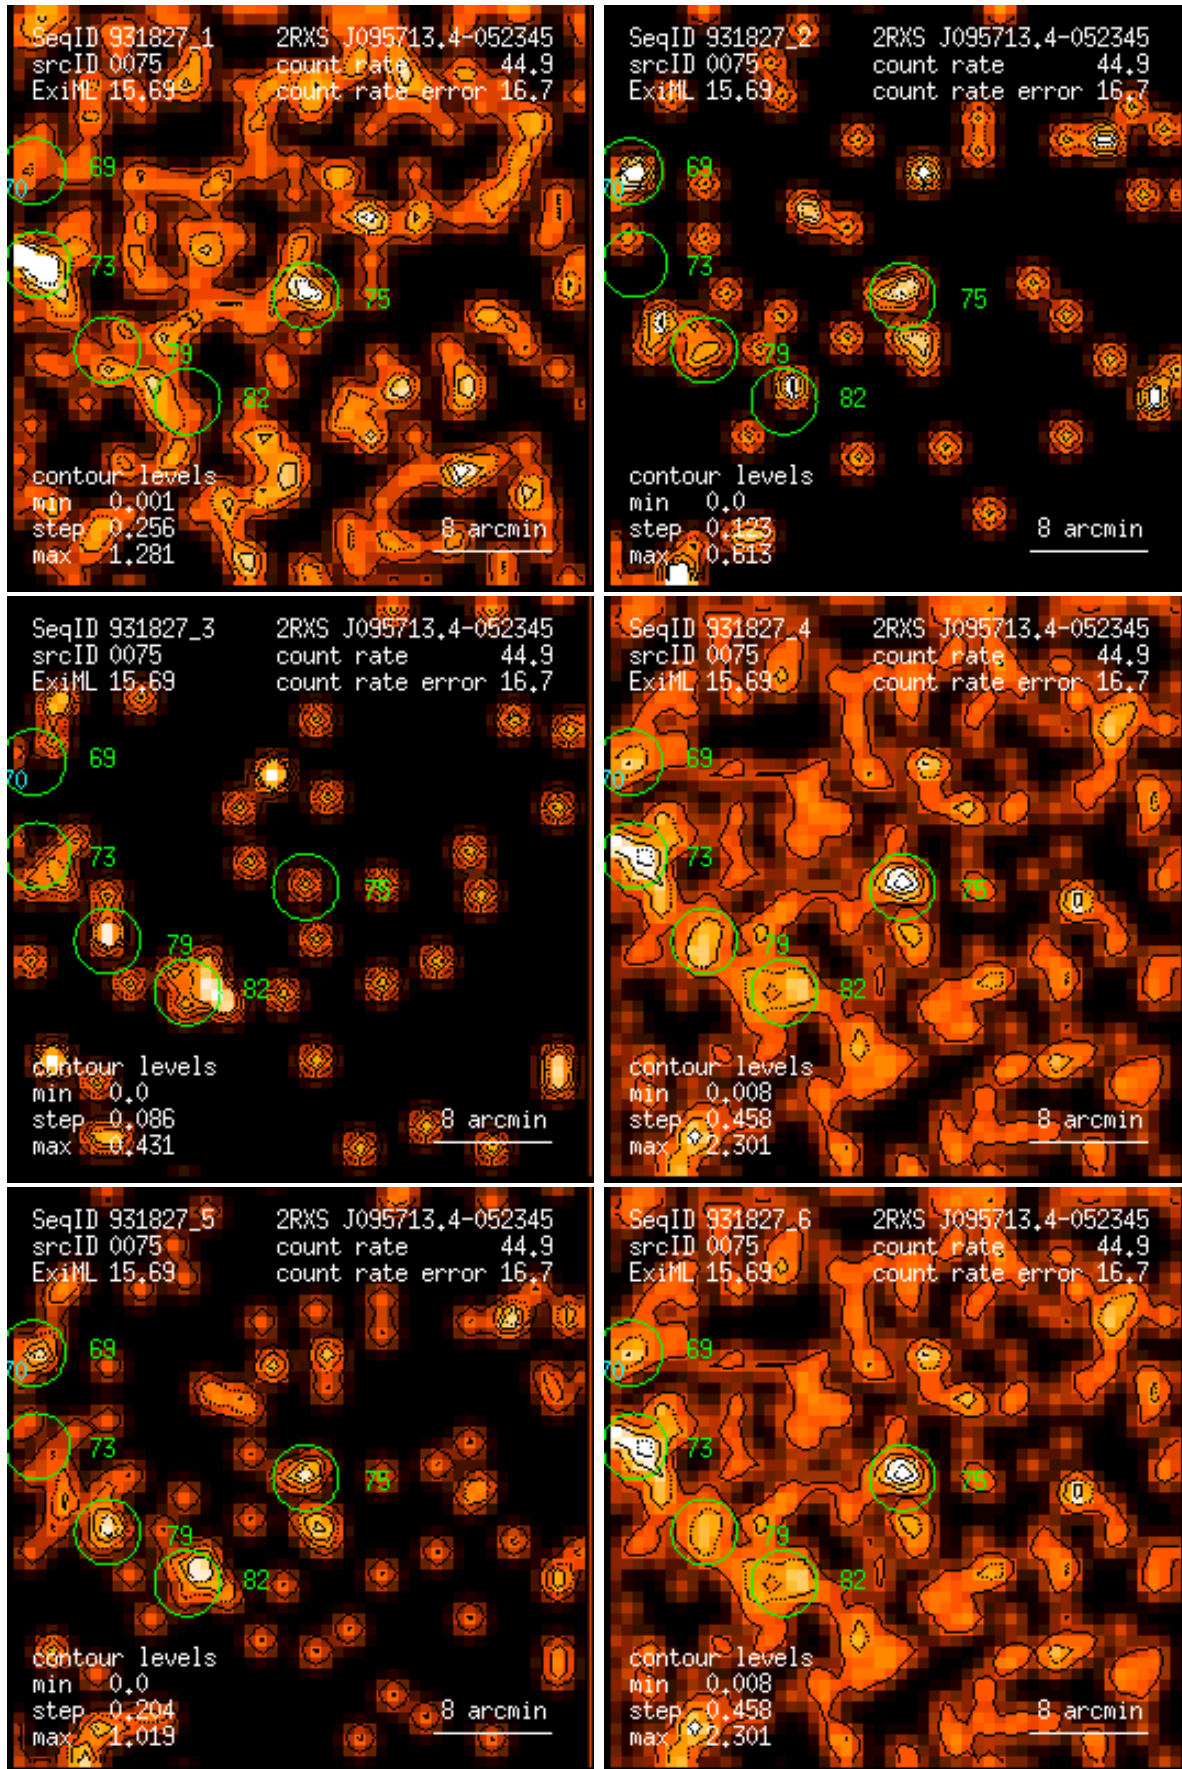 SeqID 931827_1 2RXS J095713.4-052345
srcID 0075 count rate 44.9
ExiML 15.69 count rate error 16.7
69
70
73
75
79
82
contour levels
min 0.001
step 0.256 8 arcmin
max 1.281
SeqID 931827_2 2RXS J095713.4-052345
srcID 0075 count rate 44.9
ExiML 15.69 count rate error 16.7
69
70
73
75
79
82
contour levels
min 0.0
step 0.123 8 arcmin
max 0.613
SeqID 931827_3 2RXS J095713.4-052345
srcID 0075 count rate 44.9
ExiML 15.69 count rate error 16.7
69
70
73
75
79
82
contour levels
min 0.0
step 0.086 8 arcmin
max 0.431
SeqID 931827_4 2RXS J095713.4-052345
srcID 0075 count rate 44.9
ExiML 15.69 count rate error 16.7
69
70
73
75
79
82
contour levels
min 0.008
step 0.458 8 arcmin
max 2.301
SeqID 931827_5 2RXS J095713.4-052345
srcID 0075 count rate 44.9
ExiML 15.69 count rate error 16.7
69
70
73
75
79
82
contour levels
min 0.0
step 0.204 8 arcmin
max 1.019
SeqID 931827_6 2RXS J095713.4-052345
srcID 0075 count rate 44.9
ExiML 15.69 count rate error 16.7
69
70
73
75
79
82
contour levels
min 0.008
step 0.458 8 arcmin
max 2.301